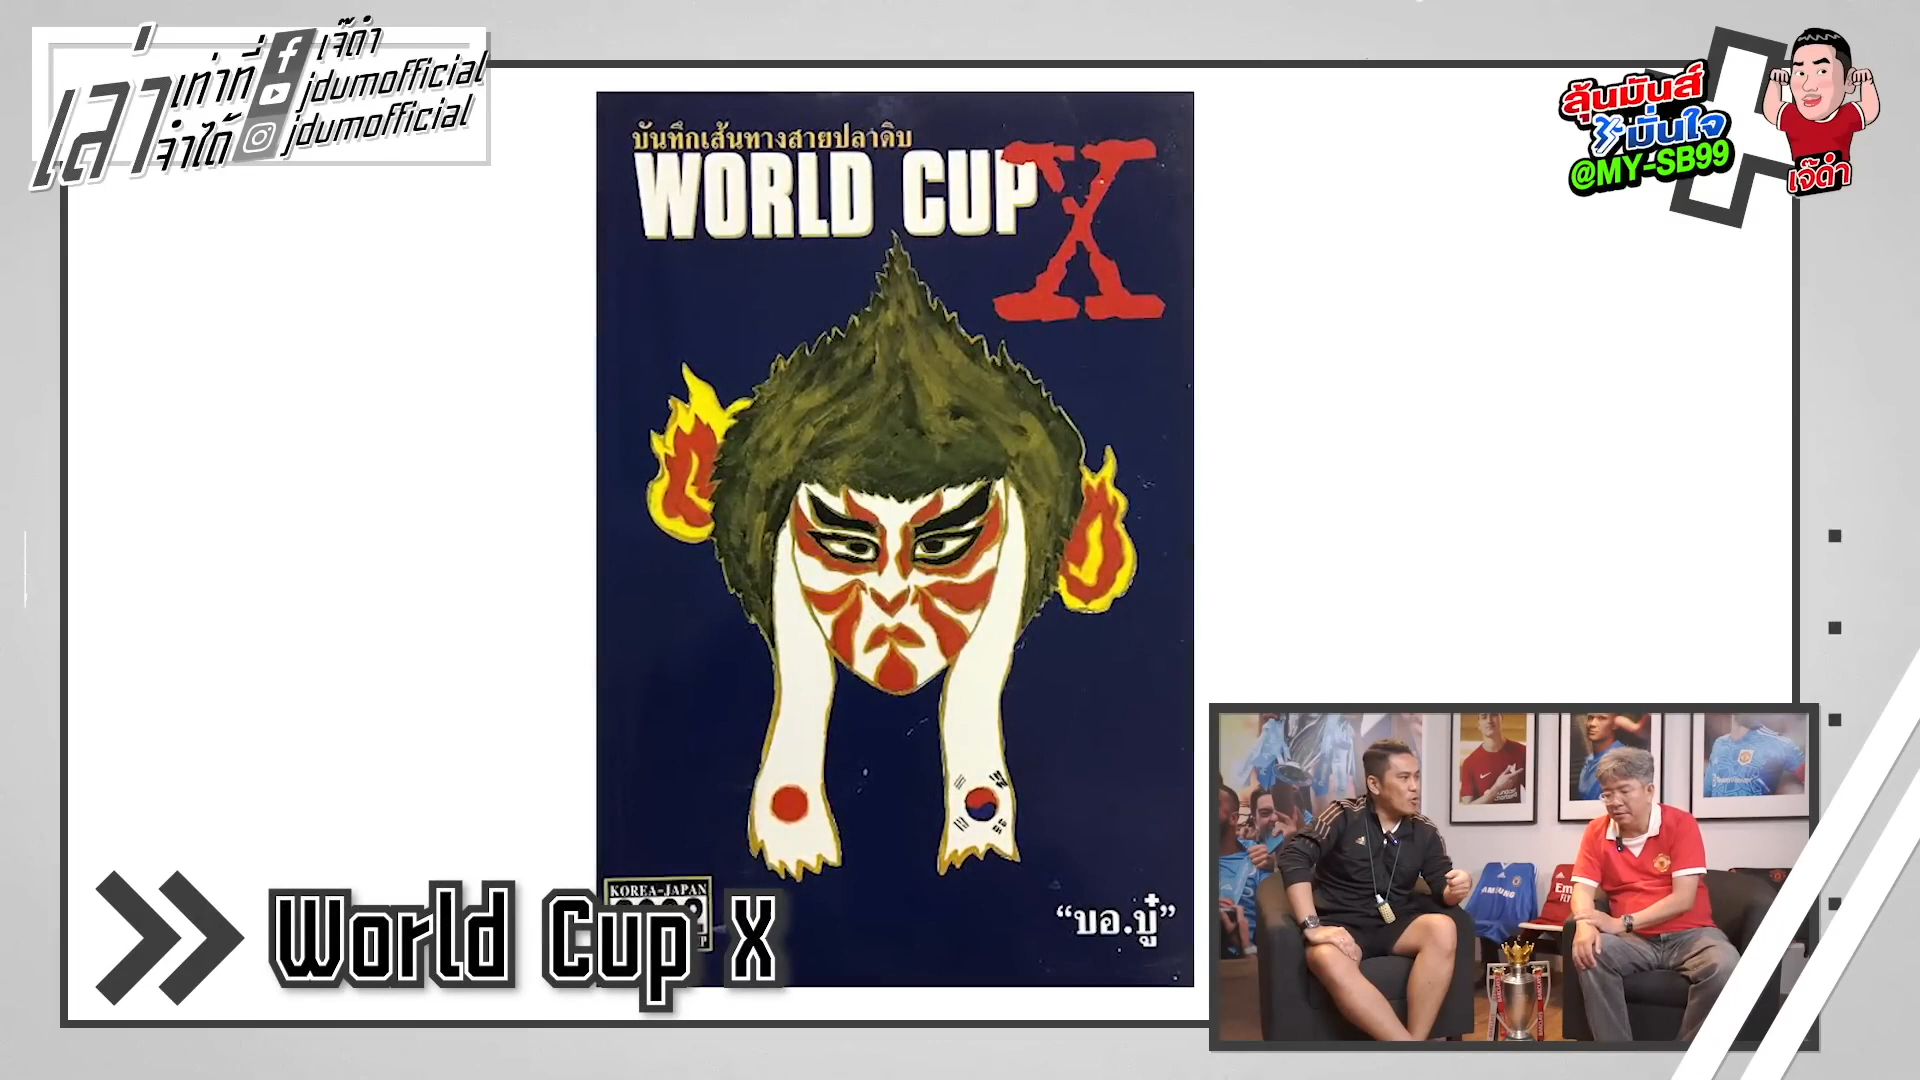 เล่าเท่าที่จำได้
เจ๊ดำ
jdumofficial
jdumofficial
ลุ้นมันส์
มั่นใจ
@MY-SB99
เจ๊ดำ
บันทึกเส้นทางสายปลาดิบ
WORLD CUP X
KOREA-JAPAN
"บอ.บู๋"
World Cup X
SAMSUNG